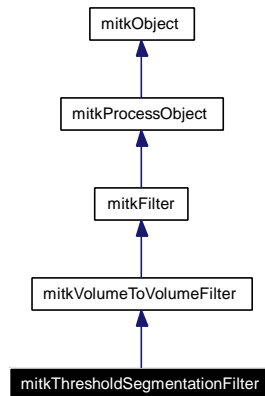 mitkObject
mitkProcessObject
mitkFilter
mitkVolumeToVolumeFilter
mitkThresholdSegmentationFilter